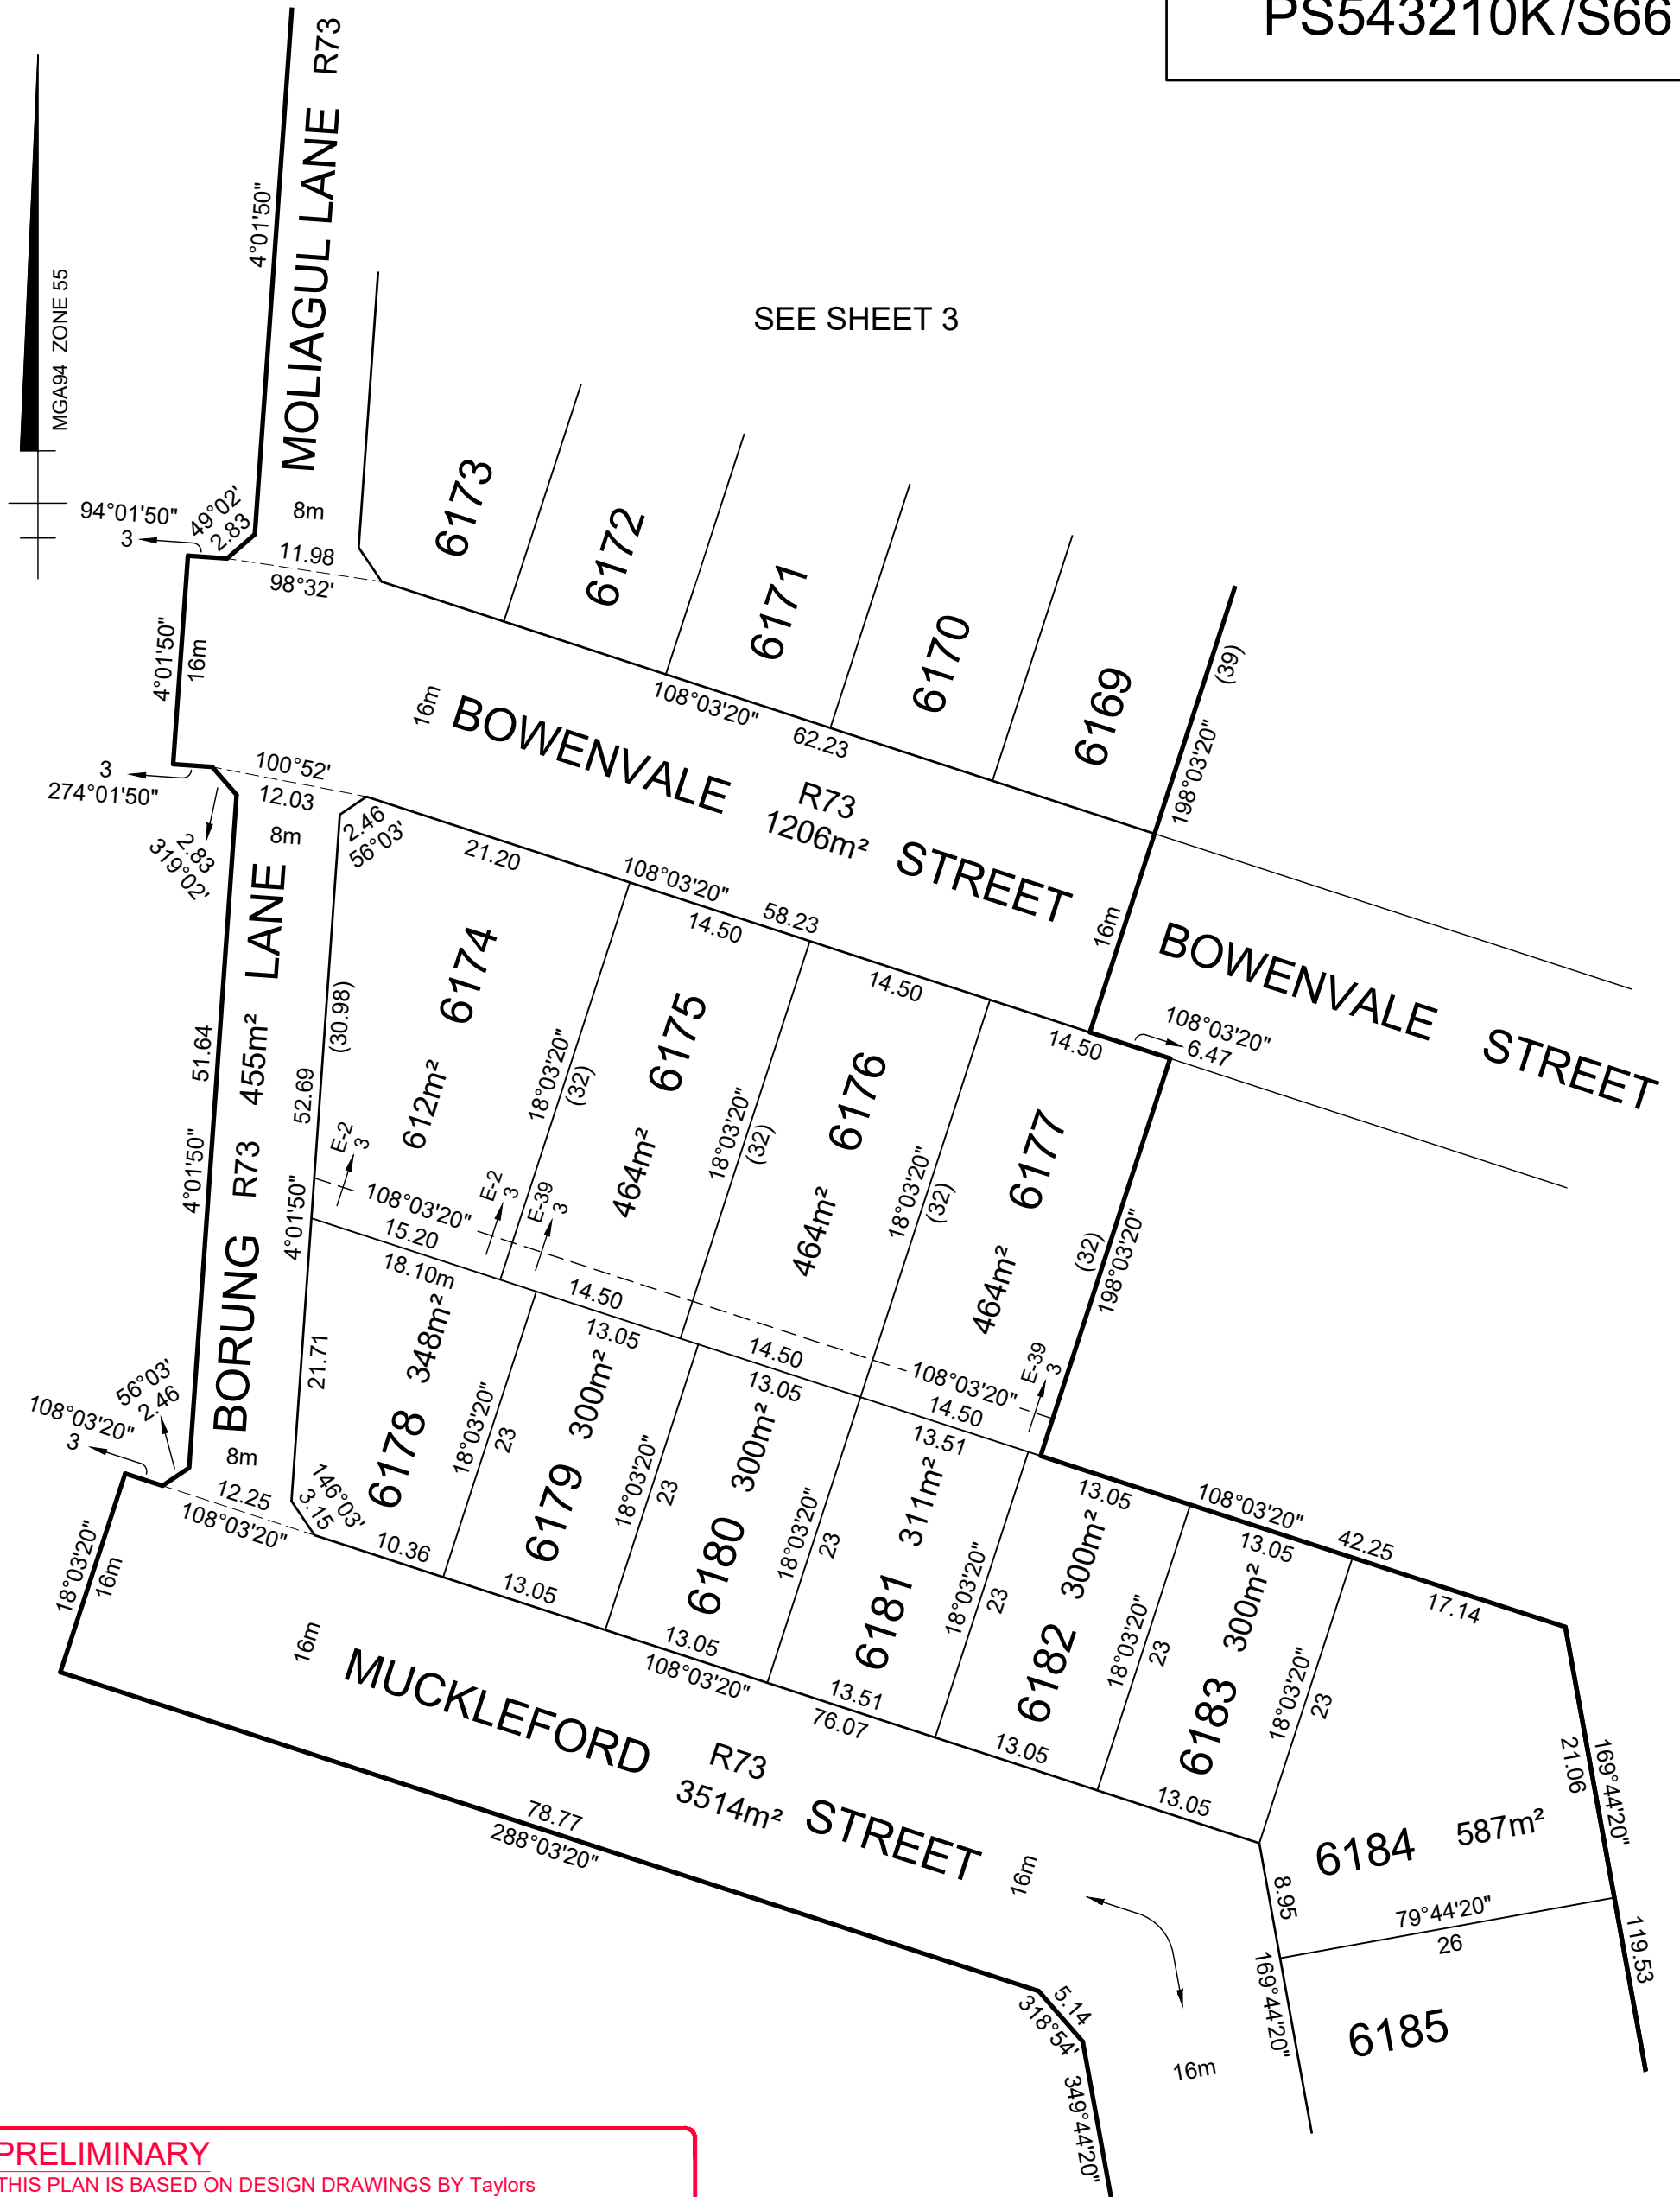 PS543210K/S66
MGA94 ZONE 55
MOLIAGUL LANE R73
4°01'50"
SEE SHEET 3
94°01'50"
3
49°02'
2.83
8m
11.98
98°32'
6173
6172
6171
6170
6169
(39)
198°03'20"
4°01'50"
16m
16m
108°03'20"
62.23
BOWENVALE STREET
R73
1206m²
16m
BOWENVALE STREET
3
274°01'50"
100°52'
12.03
2.83
319°02'
8m
2.46
56°03'
21.20
108°03'20"
58.23
14.50
14.50
14.50
108°03'20"
6.47
BORUNG R73 455m² LANE
51.64
4°01'50"
(30.98)
52.69
4°01'50"
21.71
6174
612m²
18°03'20"
(32)
6175
464m²
18°03'20"
(32)
6176
464m²
18°03'20"
(32)
6177
464m²
(32)
198°03'20"
E-2
3
108°03'20"
E-2
3
E-39
3
15.20
18.10m
14.50
13.05
14.50
13.05
108°03'20"
E-39
3
14.50
13.51
6178 348m²
18°03'20"
23
6179 300m²
18°03'20"
23
6180 300m²
18°03'20"
23
6181 311m²
18°03'20"
23
13.05
108°03'20"
42.25
6182 300m²
18°03'20"
23
13.05
6183 300m²
18°03'20"
23
17.14
56°03'
2.46
108°03'20"
3
8m
12.25
108°03'20"
146°03'
3.15
10.36
13.05
13.05
108°03'20"
13.51
76.07
13.05
13.05
18°03'20"
16m
16m
MUCKLEFORD STREET
R73
3514m²
16m
78.77
288°03'20"
21.06
169°44'20"
6184 587m²
8.95
79°44'20"
26
119.53
169°44'20"
6185
5.14
318°54'
16m
349°44'20"
PRELIMINARY
THIS PLAN IS BASED ON DESIGN DRAWINGS BY Taylors